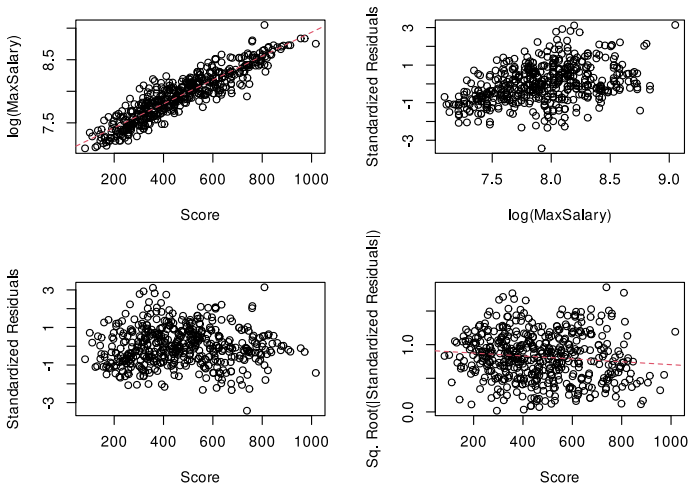 log(MaxSalary)
8.5
7.5
200 400 600 800 1000
Score
Standardized Residuals
3
1
-1
-3
7.5 8.0 8.5 9.0
log(MaxSalary)
Standardized Residuals
3
1
-1
-3
200 400 600 800 1000
Score
Sq. Root(|Standardized Residuals|)
1.0
0.0
200 400 600 800 1000
Score